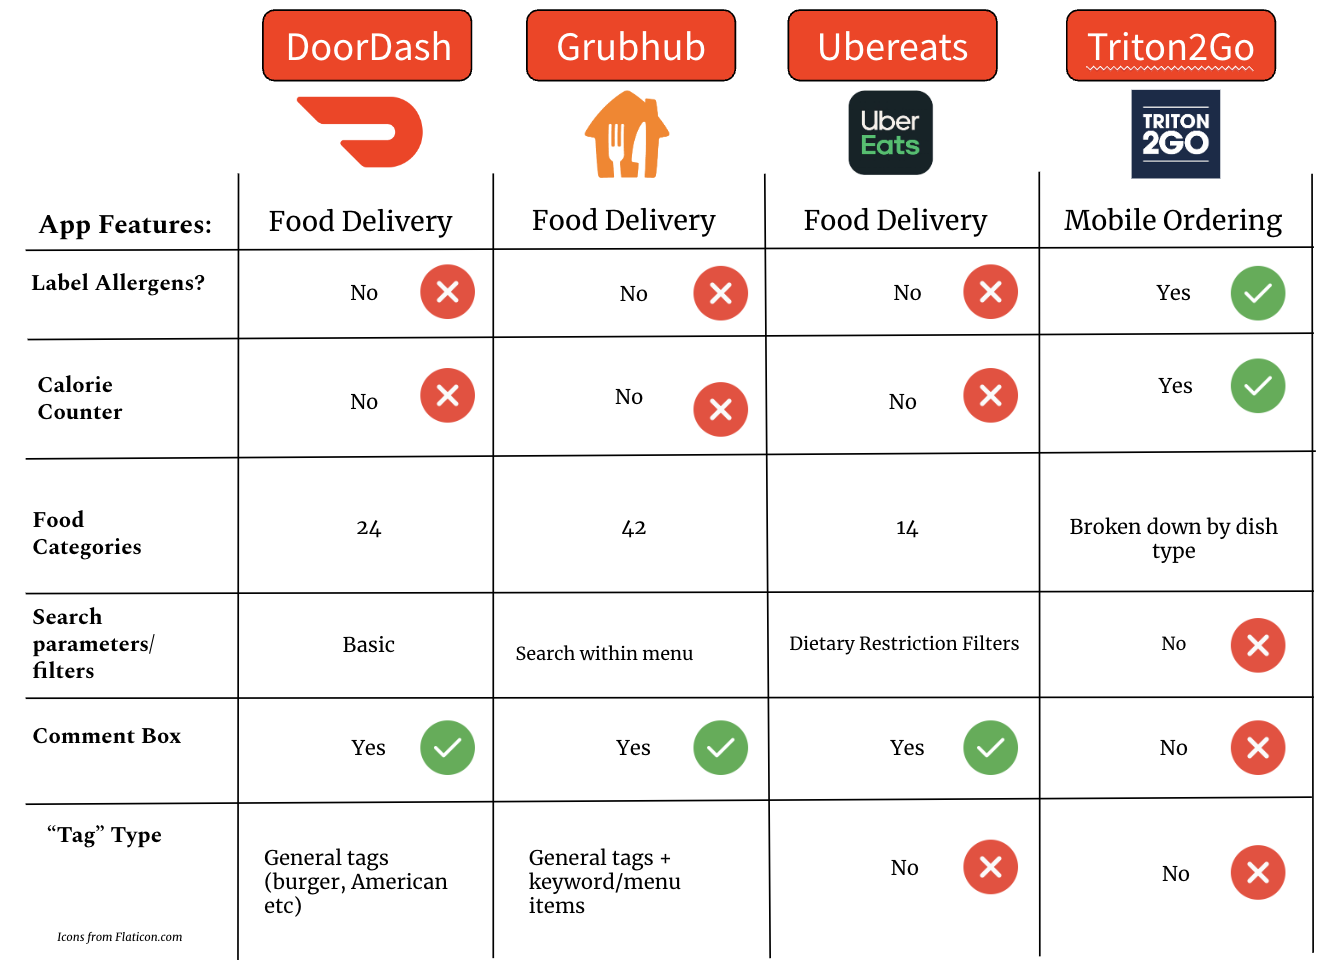 DoorDash
Grubhub
Ubereats
Triton2Go
Uber
Eats
TRITON
2GO
App Features:
Food Delivery
Food Delivery
Food Delivery
Mobile Ordering
Label Allergens?
No
No
No
Yes
Calorie
Counter
No
No
No
Yes
Food
Categories
24
42
14
Broken down by dish
type
Search
parameters/
filters
Basic
Search within menu
Dietary Restriction Filters
No
Comment Box
Yes
Yes
Yes
No
“Tag” Type
General tags
(burger, American
etc)
General tags +
keyword/menu
items
No
No
Icons from Flaticon.com